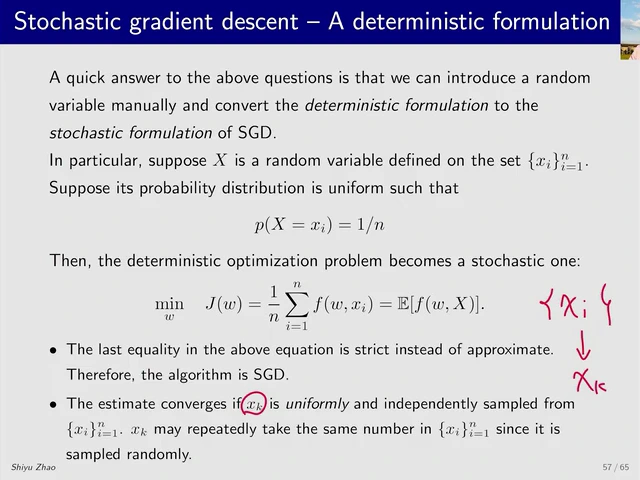 Stochastic gradient descent – A deterministic formulation
A quick answer to the above questions is that we can introduce a random
variable manually and convert the deterministic formulation to the
stochastic formulation of SGD.
In particular, suppose X is a random variable defined on the set {x_i}_{i=1}^n.
Suppose its probability distribution is uniform such that
p(X = x_i) = 1/n
Then, the deterministic optimization problem becomes a stochastic one:
min_w J(w) = \frac{1}{n} \sum_{i=1}^{n} f(w, x_i) = 𝔼[f(w, X)].
{x_i}
↓
x_k
• The last equality in the above equation is strict instead of approximate.
Therefore, the algorithm is SGD.
• The estimate converges if x_k is uniformly and independently sampled from
{x_i}_{i=1}^n. x_k may repeatedly take the same number in {x_i}_{i=1}^n since it is
sampled randomly.
Shiyu Zhao
57 / 65